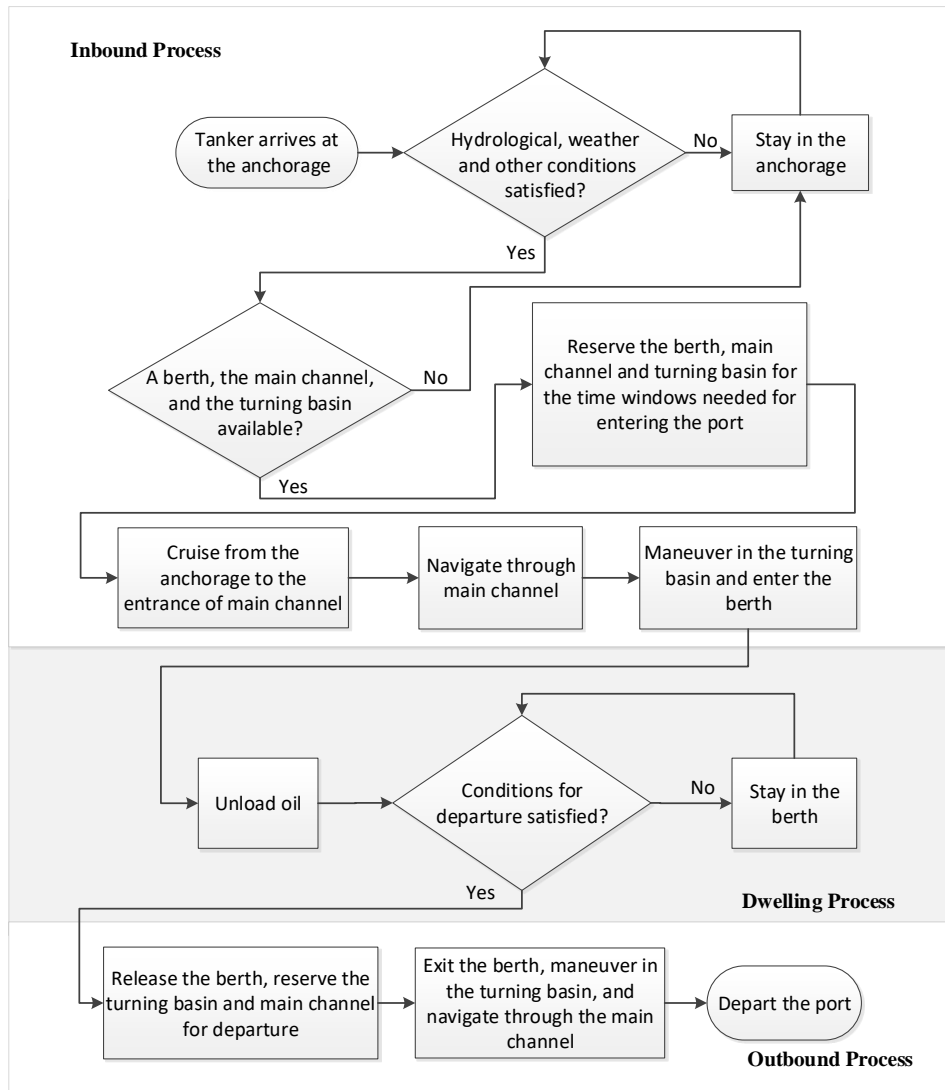 Inbound Process
Tanker arrives at
the anchorage
Hydrological, weather
and other conditions
satisfied?
No
Stay in the
anchorage
Yes
A berth, the main channel,
and the turning basin
available?
No
Yes
Reserve the berth, main
channel and turning basin for
the time windows needed for
entering the port
Cruise from the
anchorage to the
entrance of main channel
Navigate through
main channel
Maneuver in the turning
basin and enter the
berth
Unload oil
Conditions for
departure satisfied?
No
Stay in the
berth
Yes
Dwelling Process
Release the berth, reserve the
turning basin and main channel
for departure
Exit the berth, maneuver in
the turning basin, and
navigate through the main
channel
Depart the port
Outbound Process